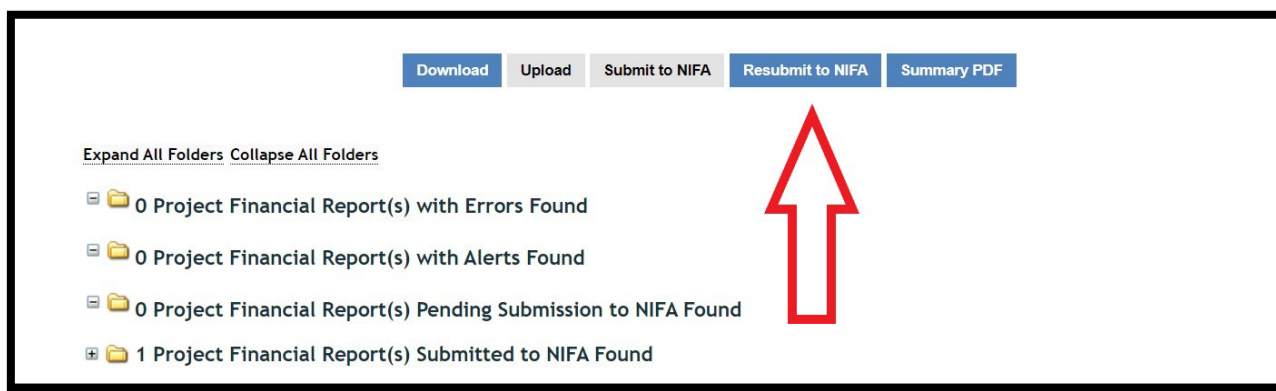 Download Upload Submit to NIFA Resubmit to NIFA Summary PDF
Expand All Folders Collapse All Folders
0 Project Financial Report(s) with Errors Found
0 Project Financial Report(s) with Alerts Found
0 Project Financial Report(s) Pending Submission to NIFA Found
1 Project Financial Report(s) Submitted to NIFA Found